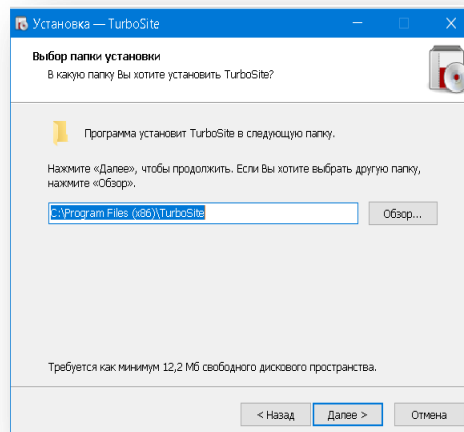 Установка — TurboSite
Выбор папки установки
В какую папку Вы хотите установить TurboSite?
Программа установит TurboSite в следующую папку.
Нажмите «Далее», чтобы продолжить. Если Вы хотите выбрать другую папку,
нажмите «Обзор».
C:\Program Files (x86)\TurboSite
Обзор...
Требуется как минимум 12,2 Мб свободного дискового пространства.
< Назад
Далее >
Отмена